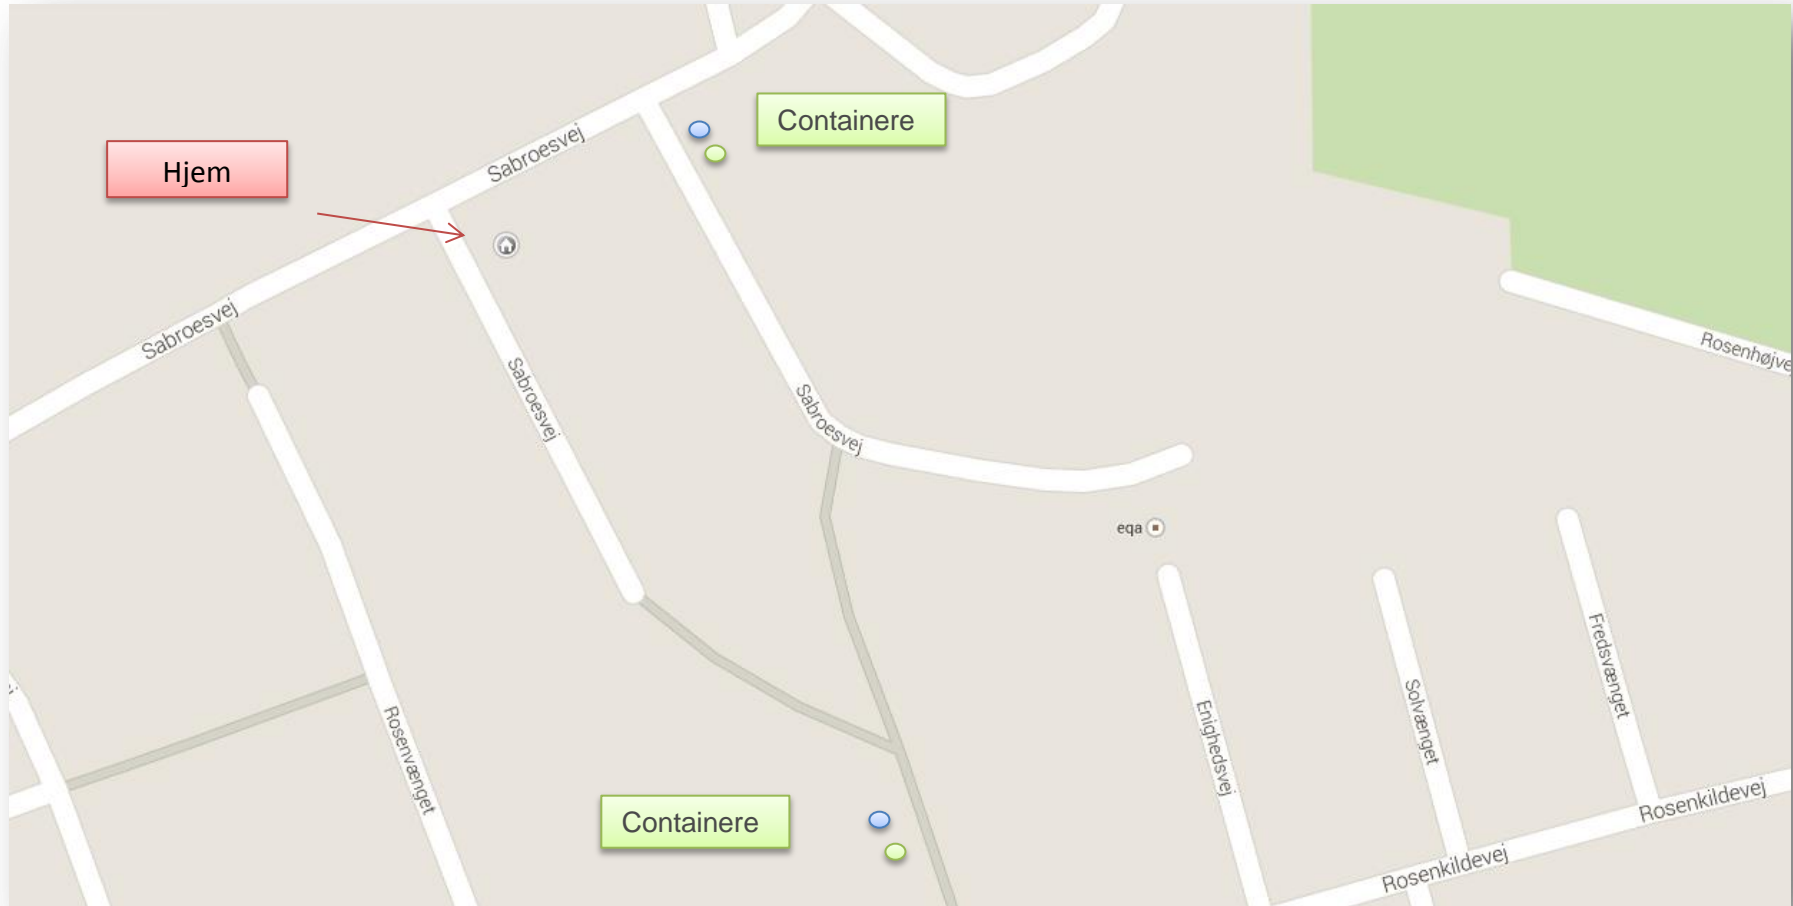 Containere
Sabroesvej
Hjem
Sabroesvej
Rosenhøjve
Sabroesvej
Sabroesvej
eqa
Fredsvænget
Solvænget
Enighedsvej
Rosenvænget
Rosenkildevej
Containere
Rosenkildevej